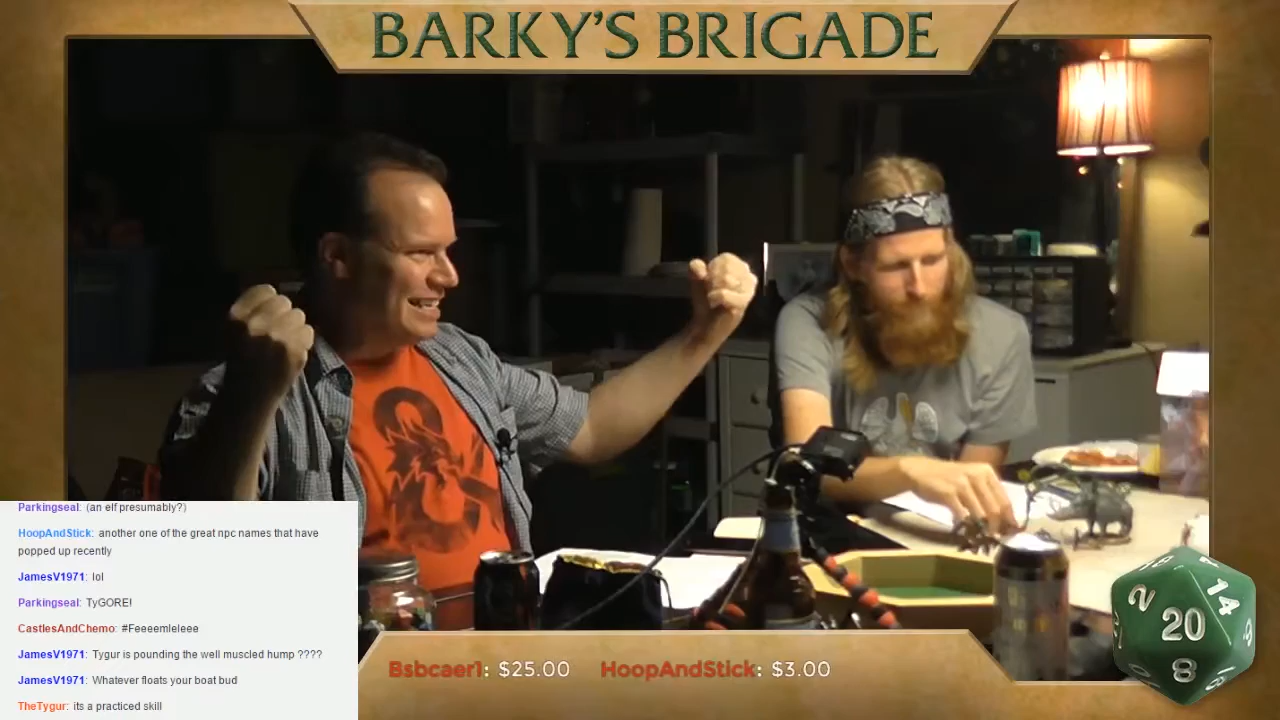 BARKY'S BRIGADE
Parkingseal: (an elf presumably?)
HoopAndStick: another one of the great npc names that have
popped up recently
JamesV1971: lol
Parkingseal: TyGORE!
CastlesAndChemo: #Feeeemleleee
JamesV1971: Tygur is pounding the well muscled hump ????
JamesV1971: Whatever floats your boat bud
TheTygur: its a practiced skill
Bsbcaer1: $25.00 HoopAndStick: $3.00
2
14
20
8